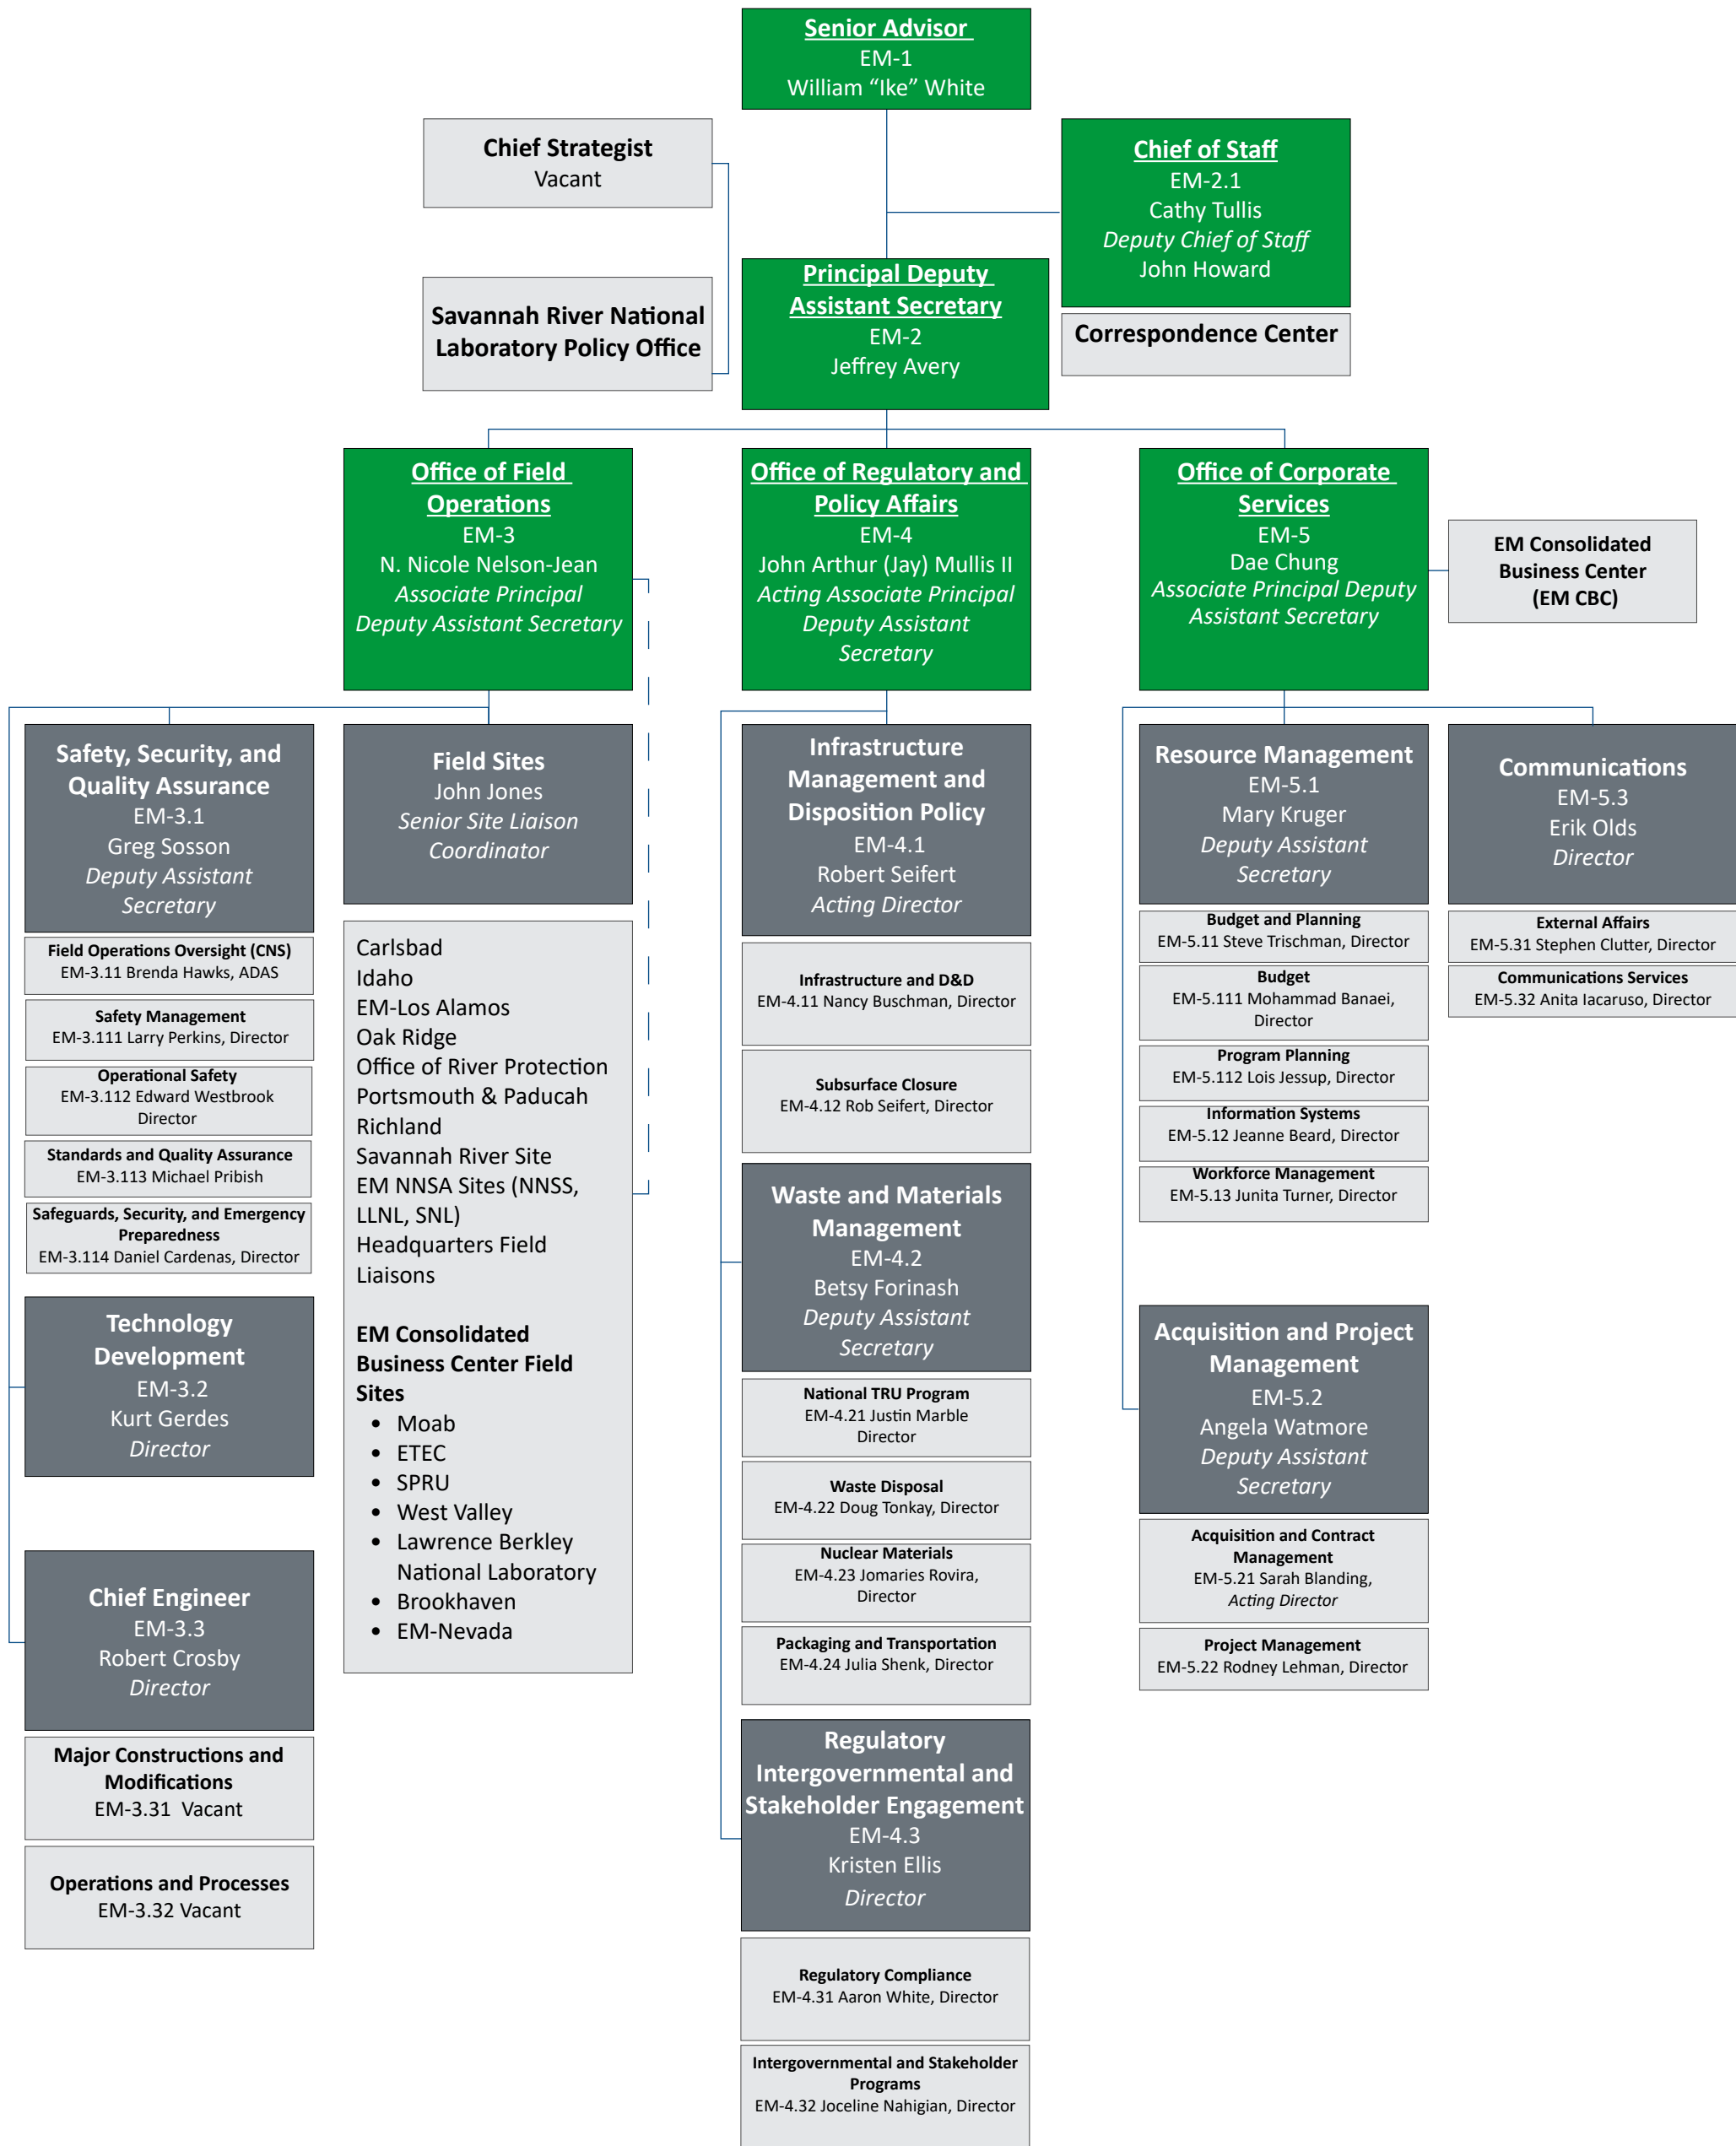 Senior Advisor
EM-1
William “Ike” White
Chief Strategist
Vacant
Chief of Staff
EM-2.1
Cathy Tullis
Deputy Chief of Staff
John Howard
Savannah River National
Laboratory Policy Office
Principal Deputy
Assistant Secretary
EM-2
Jeffrey Avery
Correspondence Center
Office of Field
Operations
EM-3
N. Nicole Nelson-Jean
Associate Principal
Deputy Assistant Secretary
Office of Regulatory and
Policy Affairs
EM-4
John Arthur (Jay) Mullis II
Acting Associate Principal
Deputy Assistant
Secretary
Office of Corporate
Services
EM-5
Dae Chung
Associate Principal Deputy
Assistant Secretary
EM Consolidated
Business Center
(EM CBC)
Safety, Security, and
Quality Assurance
EM-3.1
Greg Sosson
Deputy Assistant
Secretary
Field Operations Oversight (CNS)
EM-3.11 Brenda Hawks, ADAS
Safety Management
EM-3.111 Larry Perkins, Director
Operational Safety
EM-3.112 Edward Westbrook
Director
Standards and Quality Assurance
EM-3.113 Michael Pribish
Safeguards, Security, and Emergency
Preparedness
EM-3.114 Daniel Cardenas, Director
Technology
Development
EM-3.2
Kurt Gerdes
Director
Chief Engineer
EM-3.3
Robert Crosby
Director
Major Constructions and
Modifications
EM-3.31 Vacant
Operations and Processes
EM-3.32 Vacant
Field Sites
John Jones
Senior Site Liaison
Coordinator
Carlsbad
Idaho
EM-Los Alamos
Oak Ridge
Office of River Protection
Portsmouth & Paducah
Richland
Savannah River Site
EM NNSA Sites (NNSS,
LLNL, SNL)
Headquarters Field
Liaisons
EM Consolidated
Business Center Field
Sites
• Moab
• ETEC
• SPRU
• West Valley
• Lawrence Berkley
National Laboratory
• Brookhaven
• EM-Nevada
Infrastructure
Management and
Disposition Policy
EM-4.1
Robert Seifert
Acting Director
Infrastructure and D&D
EM-4.11 Nancy Buschman, Director
Subsurface Closure
EM-4.12 Rob Seifert, Director
Waste and Materials
Management
EM-4.2
Betsy Forinash
Deputy Assistant
Secretary
National TRU Program
EM-4.21 Justin Marble
Director
Waste Disposal
EM-4.22 Doug Tonkay, Director
Nuclear Materials
EM-4.23 Jomaries Rovira,
Director
Packaging and Transportation
EM-4.24 Julia Shenk, Director
Regulatory
Intergovernmental and
Stakeholder Engagement
EM-4.3
Kristen Ellis
Director
Regulatory Compliance
EM-4.31 Aaron White, Director
Intergovernmental and Stakeholder
Programs
EM-4.32 Joceline Nahigian, Director
Resource Management
EM-5.1
Mary Kruger
Deputy Assistant
Secretary
Budget and Planning
EM-5.11 Steve Trischman, Director
Budget
EM-5.111 Mohammad Banaei,
Director
Program Planning
EM-5.112 Lois Jessup, Director
Information Systems
EM-5.12 Jeanne Beard, Director
Workforce Management
EM-5.13 Junita Turner, Director
Acquisition and Project
Management
EM-5.2
Angela Watmore
Deputy Assistant
Secretary
Acquisition and Contract
Management
EM-5.21 Sarah Blanding,
Acting Director
Project Management
EM-5.22 Rodney Lehman, Director
Communications
EM-5.3
Erik Olds
Director
External Affairs
EM-5.31 Stephen Clutter, Director
Communications Services
EM-5.32 Anita Iacaruso, Director